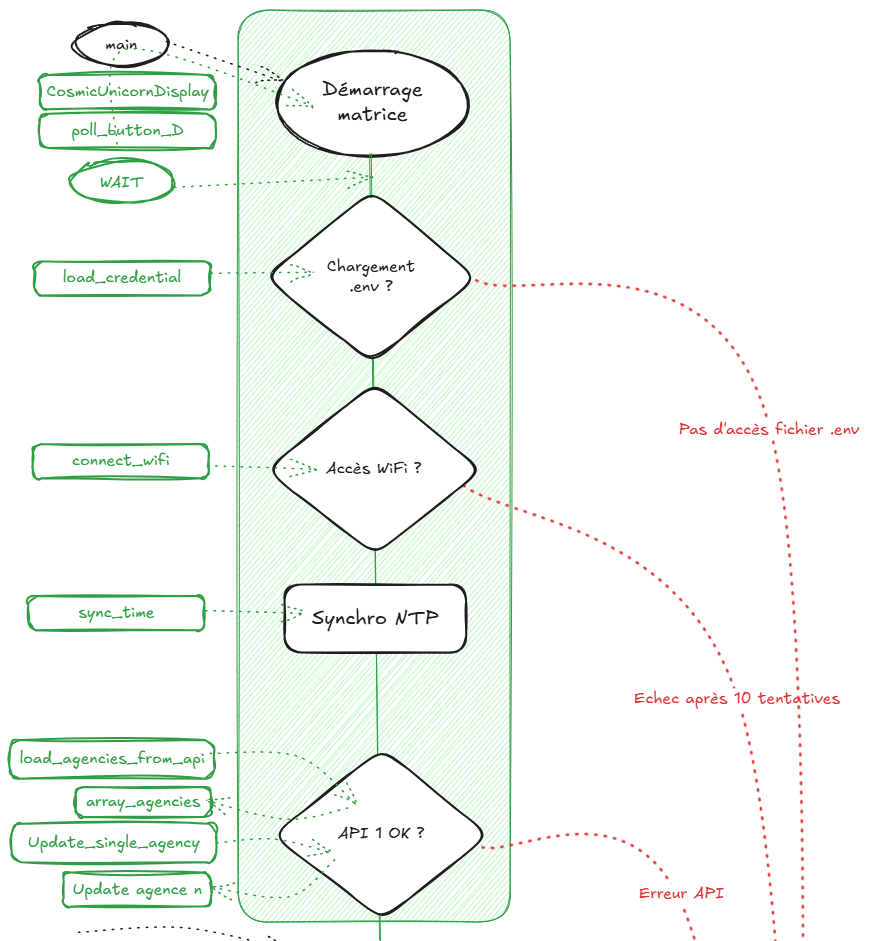 main
Démarrage
matrice
CosmicUnicornDisplay
poll_button_D
WAIT
load_credential
Chargement
.env ?
Pas d'accès fichier .env
connect_wifi
Accès WiFi ?
sync_time
Synchro NTP
Echec après 10 tentatives
load_agencies_from_api
array_agencies
API 1 OK ?
Update_single_agency
Update agence n
Erreur API